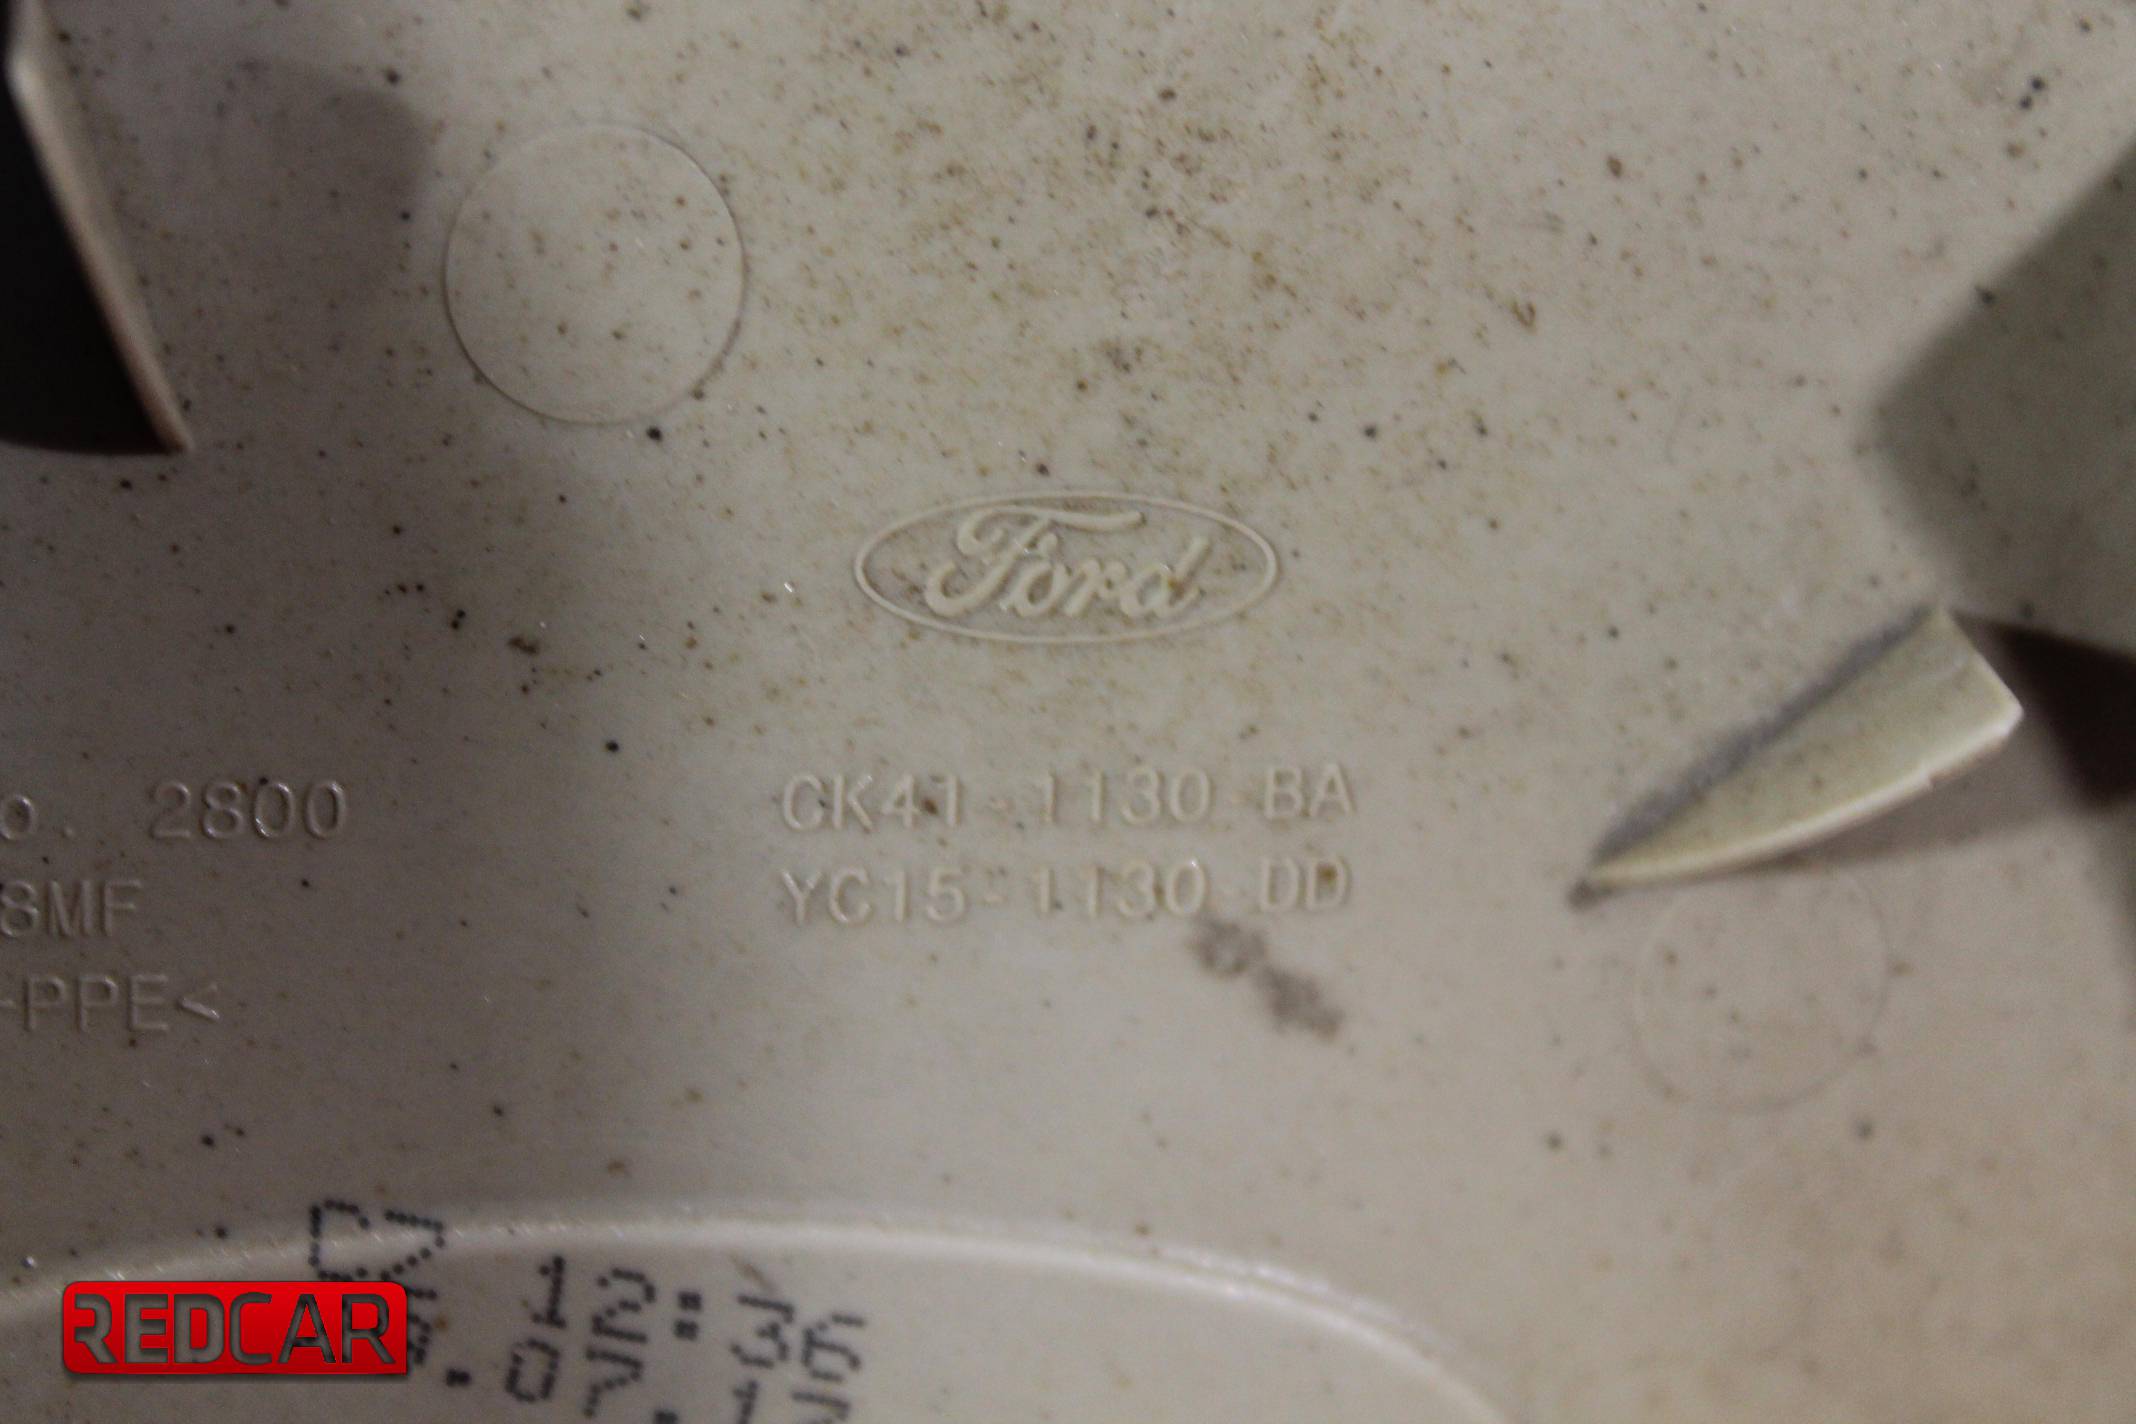 Ford
CK41-1130-BA
YC15-1130-DD
o. 2800
8MF
-PPE<
REDCAR